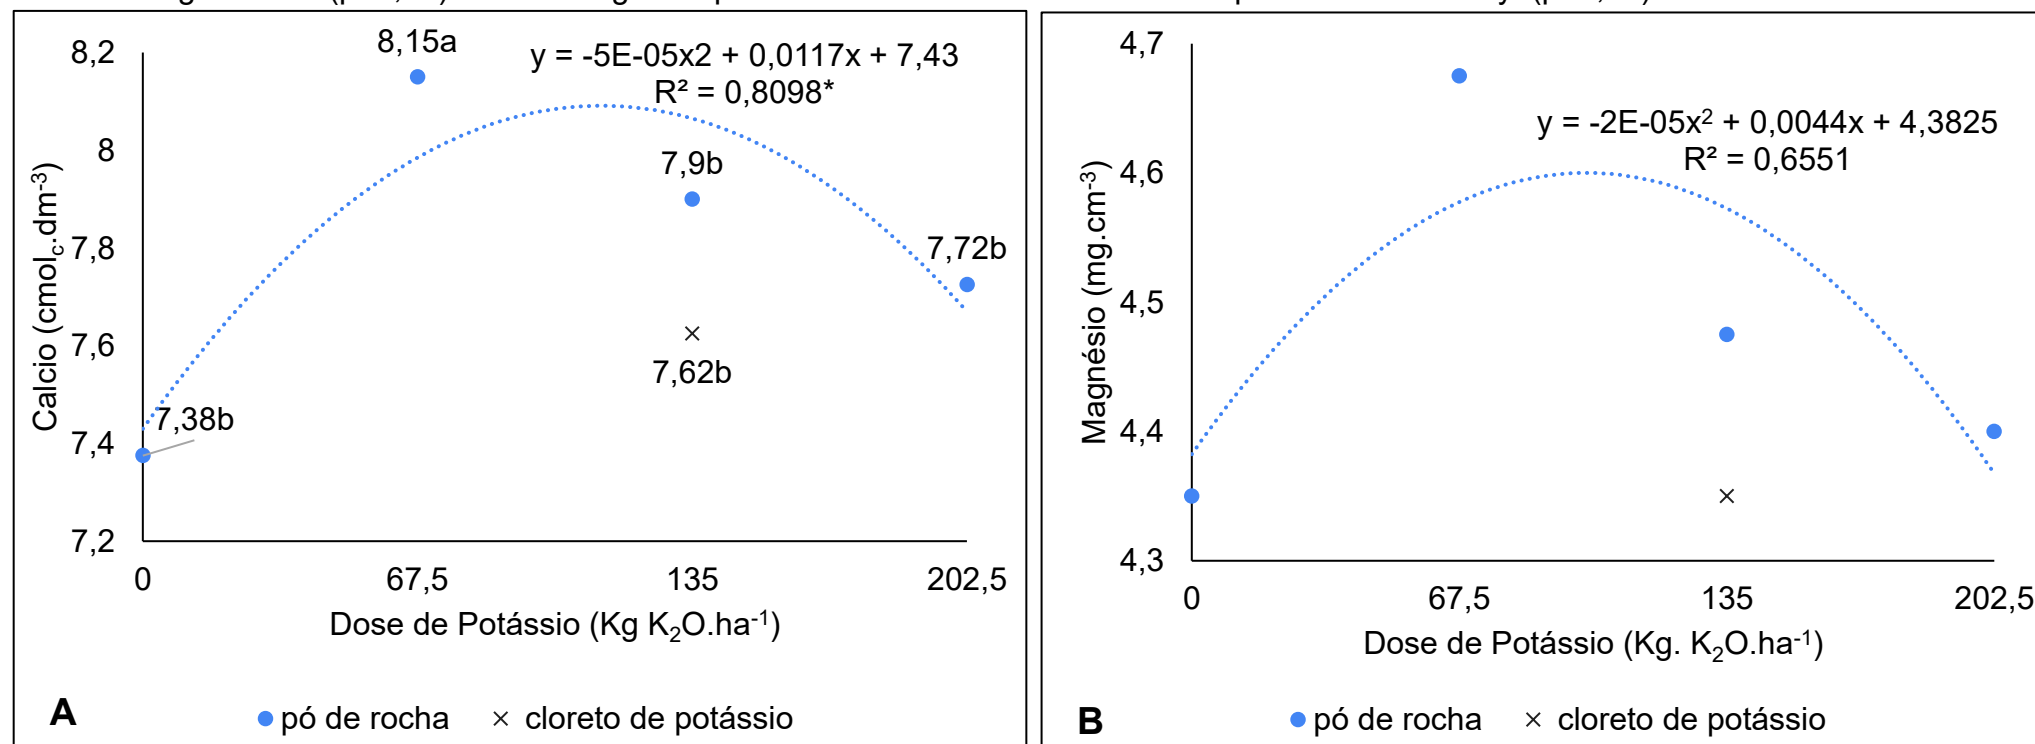 8,2
8
7,8
7,6
7,4
7,2
Calcio (cmolc.dm-3)
8,15a
y = -5E-05x2 + 0,0117x + 7,43
R² = 0,8098*
7,9b
7,72b
7,62b
7,38b
0 67,5 135 202,5
Dose de Potássio (Kg K2O.ha-1)
A
pó de rocha × cloreto de potássio
4,7
4,6
4,5
4,4
4,3
Magnésio (mg.cm-3)
y = -2E-05x2 + 0,0044x + 4,3825
R² = 0,6551
0 67,5 135 202,5
Dose de Potássio (Kg. K2O.ha-1)
B
pó de rocha × cloreto de potássio